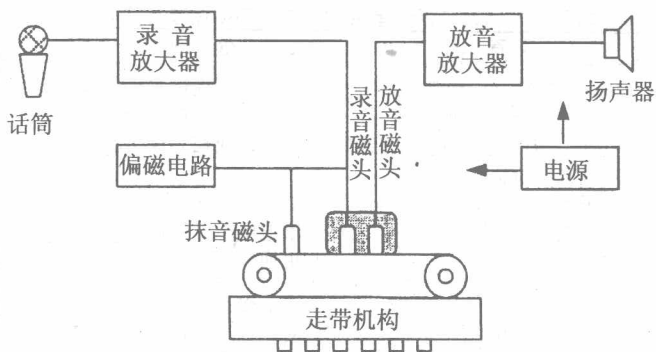 录音
放大器
放音
放大器
话筒
扬声器
录音磁头
放音磁头
偏磁电路
电源
抹音磁头
走带机构